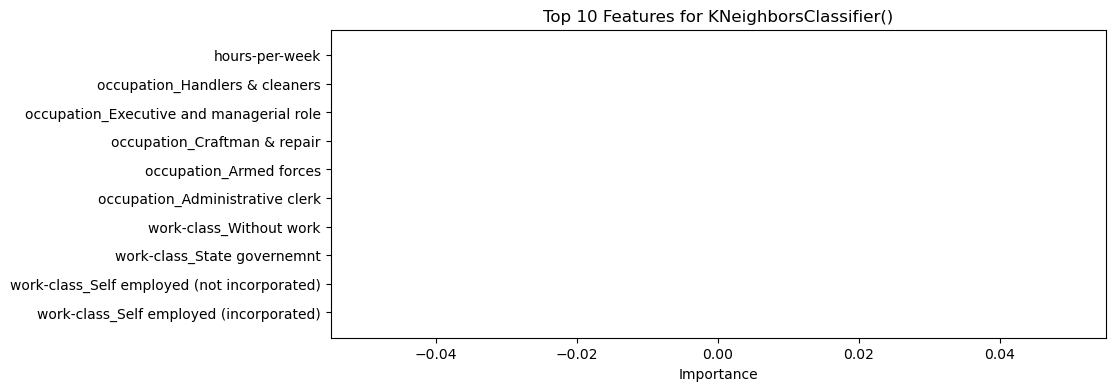 Top 10 Features for KNeighborsClassifier()
hours-per-week
occupation_Handlers & cleaners
occupation_Executive and managerial role
occupation_Craftman & repair
occupation_Armed forces
occupation_Administrative clerk
work-class_Without work
work-class_State governemnt
work-class_Self employed (not incorporated)
work-class_Self employed (incorporated)
−0.04 −0.02 0.00 0.02 0.04
Importance